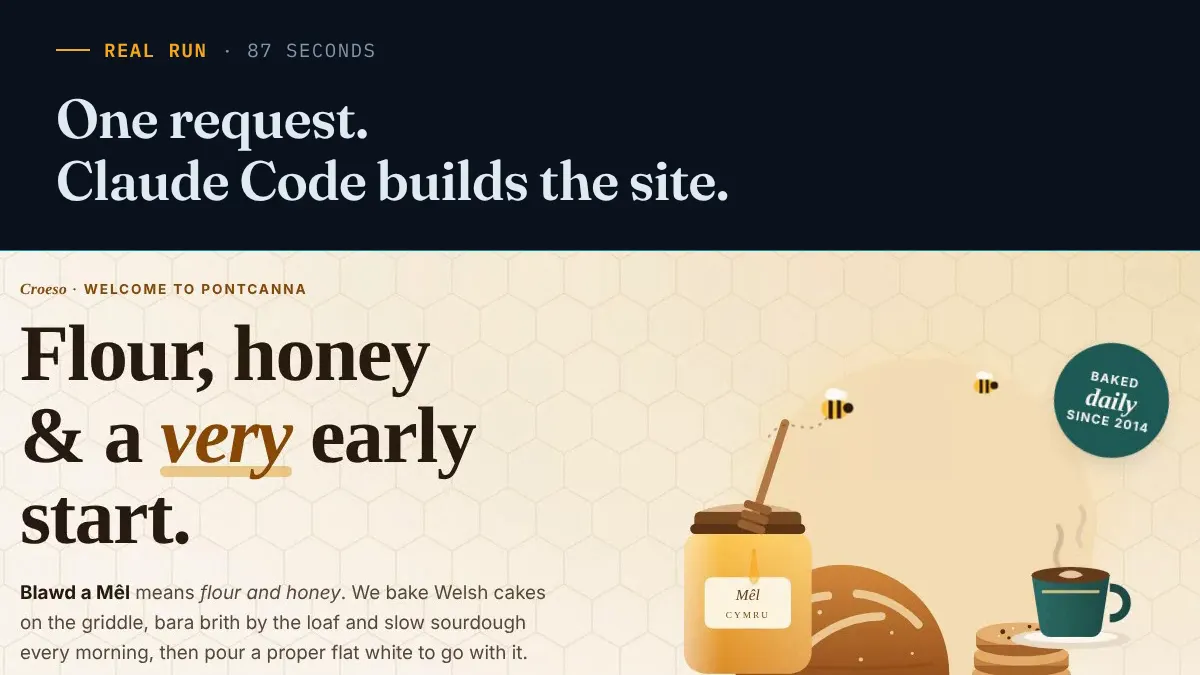 REAL RUN · 87 SECONDS
One request.
Claude Code builds the site.
Croeso · WELCOME TO PONTCANNA
Flour, honey
& a very early
start.
Blawd a Mêl means flour and honey. We bake Welsh cakes
on the griddle, bara brith by the loaf and slow sourdough
every morning, then pour a proper flat white to go with it.
BAKED
daily
SINCE 2014
Mêl
CYMRU